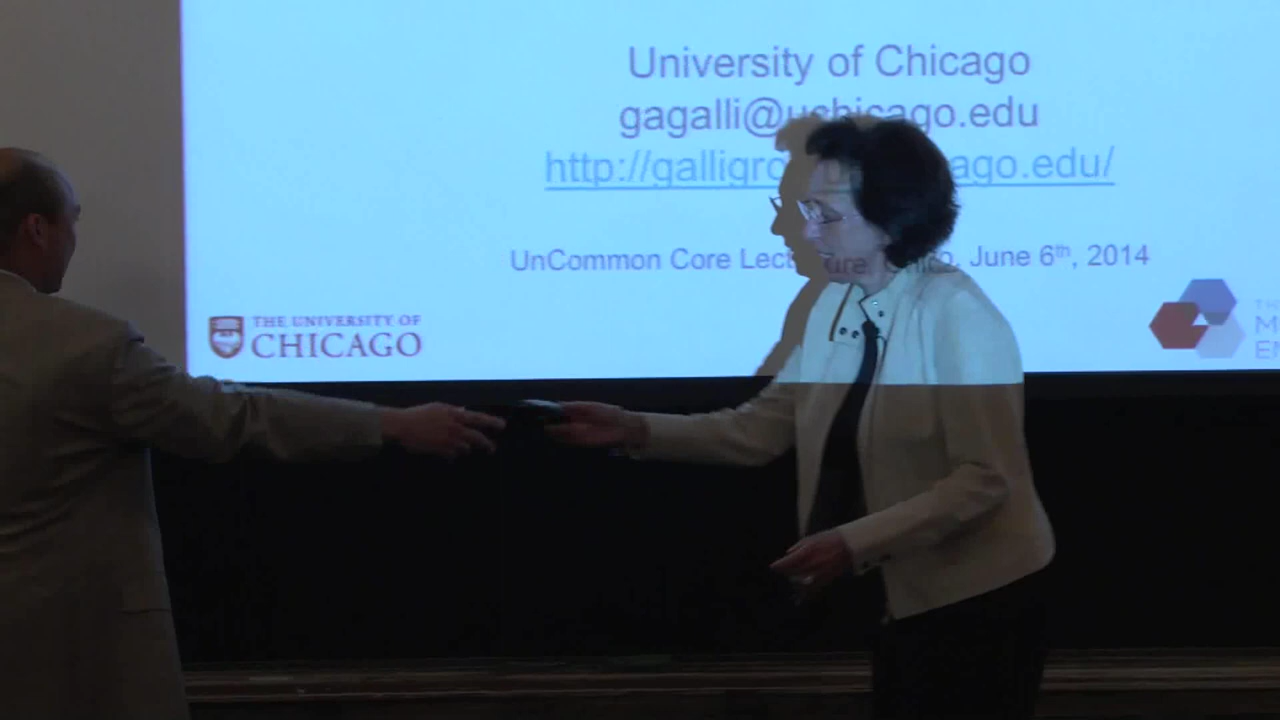 University of Chicago
gagalli@uchicago.edu
http://galligro ago.edu/
UnCommon Core Lect June 6th, 2014
THE UNIVERSITY OF
CHICAGO